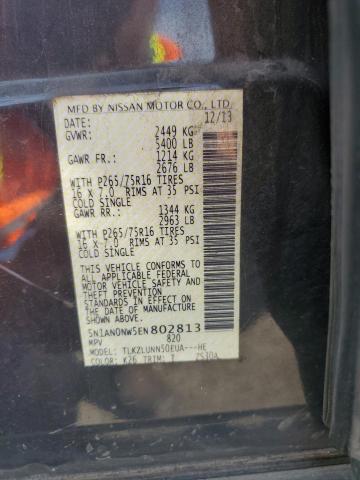 MFD BY NISSAN MOTOR CO., LTD.
DATE: 12/13
GVWR: 2449 KG
5400 LB
GAWR FR. 1214 KG
2676 LB
WITH P265/75R16 TIRES
16 X 7.0 RIMS AT 35 PSI
COLD SINGLE
GAWR RR: 1344 KG
2963 LB
WITH P265/75R16 TIRES
16 X 7.0 RIMS AT 35 PSI
COLD SINGLE
THIS VEHICLE CONFORMS TO
ALL APPLICABLE FEDERAL
MOTOR VEHICLE SAFETY AND
THEFT PREVENTION STANDARDS
IN EFFECT ON THE DATE OF
MANUFACTURE SHOWN ABOVE.
5N1AN0NW5EN802813
MPV 820
MODEL: TLKZLUNN50EUA---HE
COLOR: K26 TRIM: T ZS30A